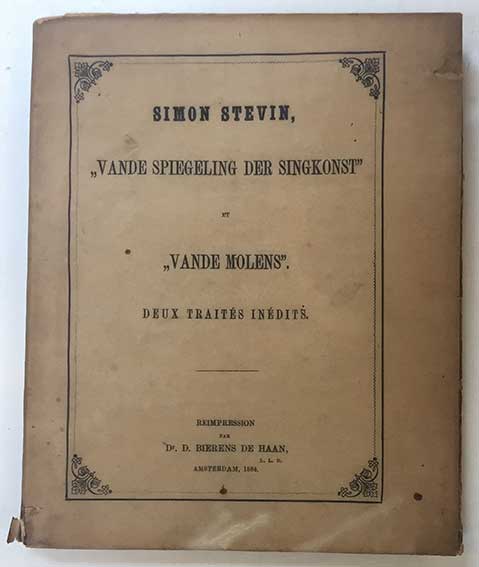 SIMON STEVIN,
„VANDE SPIEGELING DER SINGKONST”
ET
„VANDE MOLENS”.
DEUX TRAITÉS INÉDITS.
REIMPRESSION
PAR
Dr. D. BIERENS DE HAAN,
L. L. D.
AMSTERDAM, 1884.